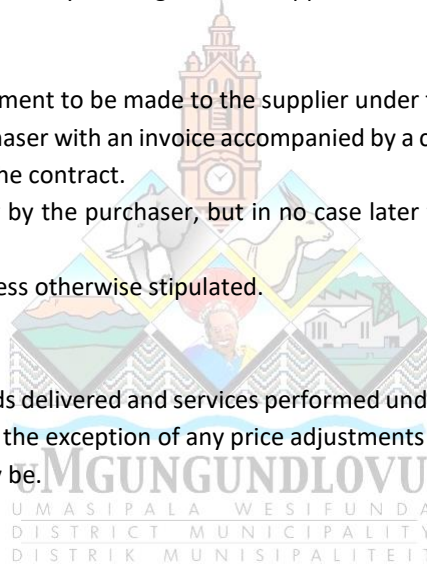 ment to be made to the supplier under
haser with an invoice accompanied by a
ne contract.
by the purchaser, but in no case later
ess otherwise stipulated.
ds delivered and services performed und
the exception of any price adjustments
y be.
uMGUNGUNDLOVU
UMASIPALA WESIFUNDA
DISTRICT MUNICIPALITY
DISTRIK MUNISIPALITEIT